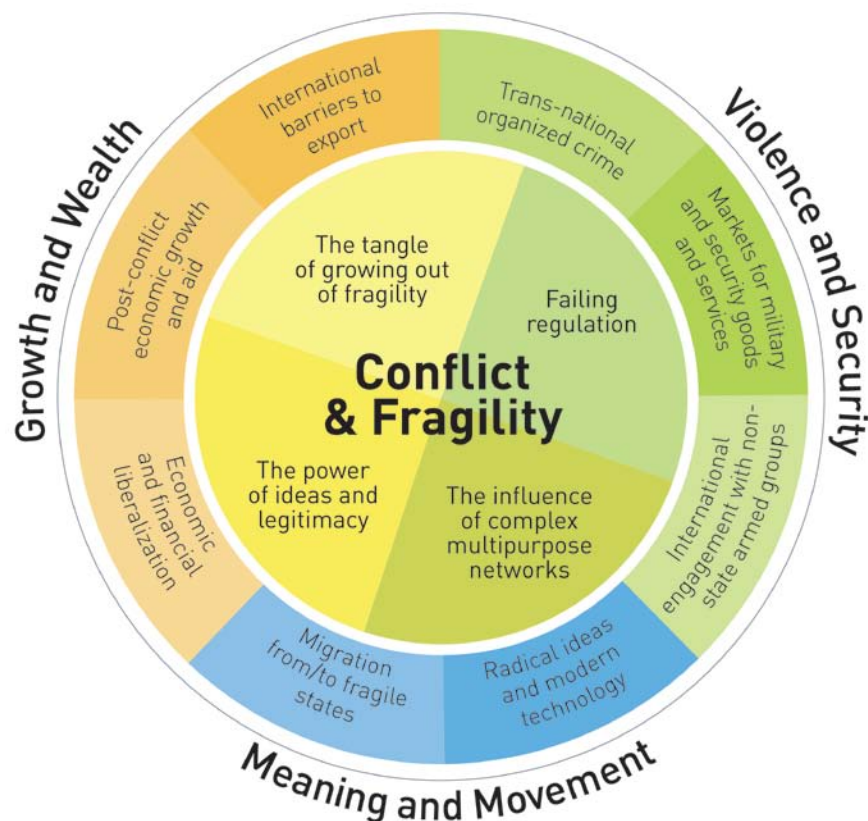 Growth and Wealth
Violence and Security
Meaning and Movement
International
barriers to
export
Trans-national
organized crime
Markets for military
and security goods
and services
International
engagement with non-
state armed groups
Radical ideas
and modern
technology
Migration
from/to fragile
states
Economic
and financial
liberalization
Post-conflict
economic growth
and aid
The tangle
of growing out
of fragility
Failing
regulation
Conflict
& Fragility
The power
of ideas and
legitimacy
The influence
of complex
multipurpose
networks